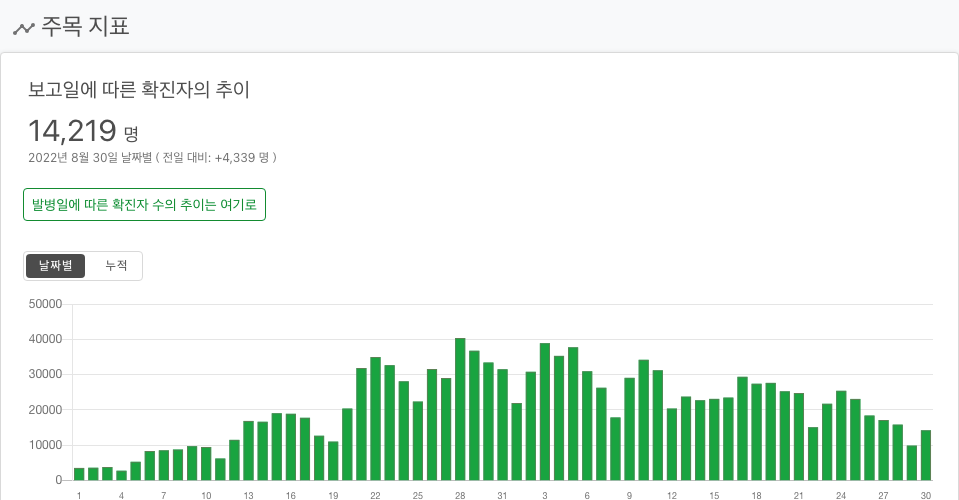 주목 지표
보고일에 따른 확진자의 추이
14,219 명
2022년 8월 30일 날짜별 ( 전일 대비: +4,339 명 )
발병일에 따른 확진자 수의 추이는 여기로
날짜별 누적
50000
40000
30000
20000
10000
0
1 4 7 10 13 16 19 22 25 28 31 3 6 9 12 15 18 21 24 27 30